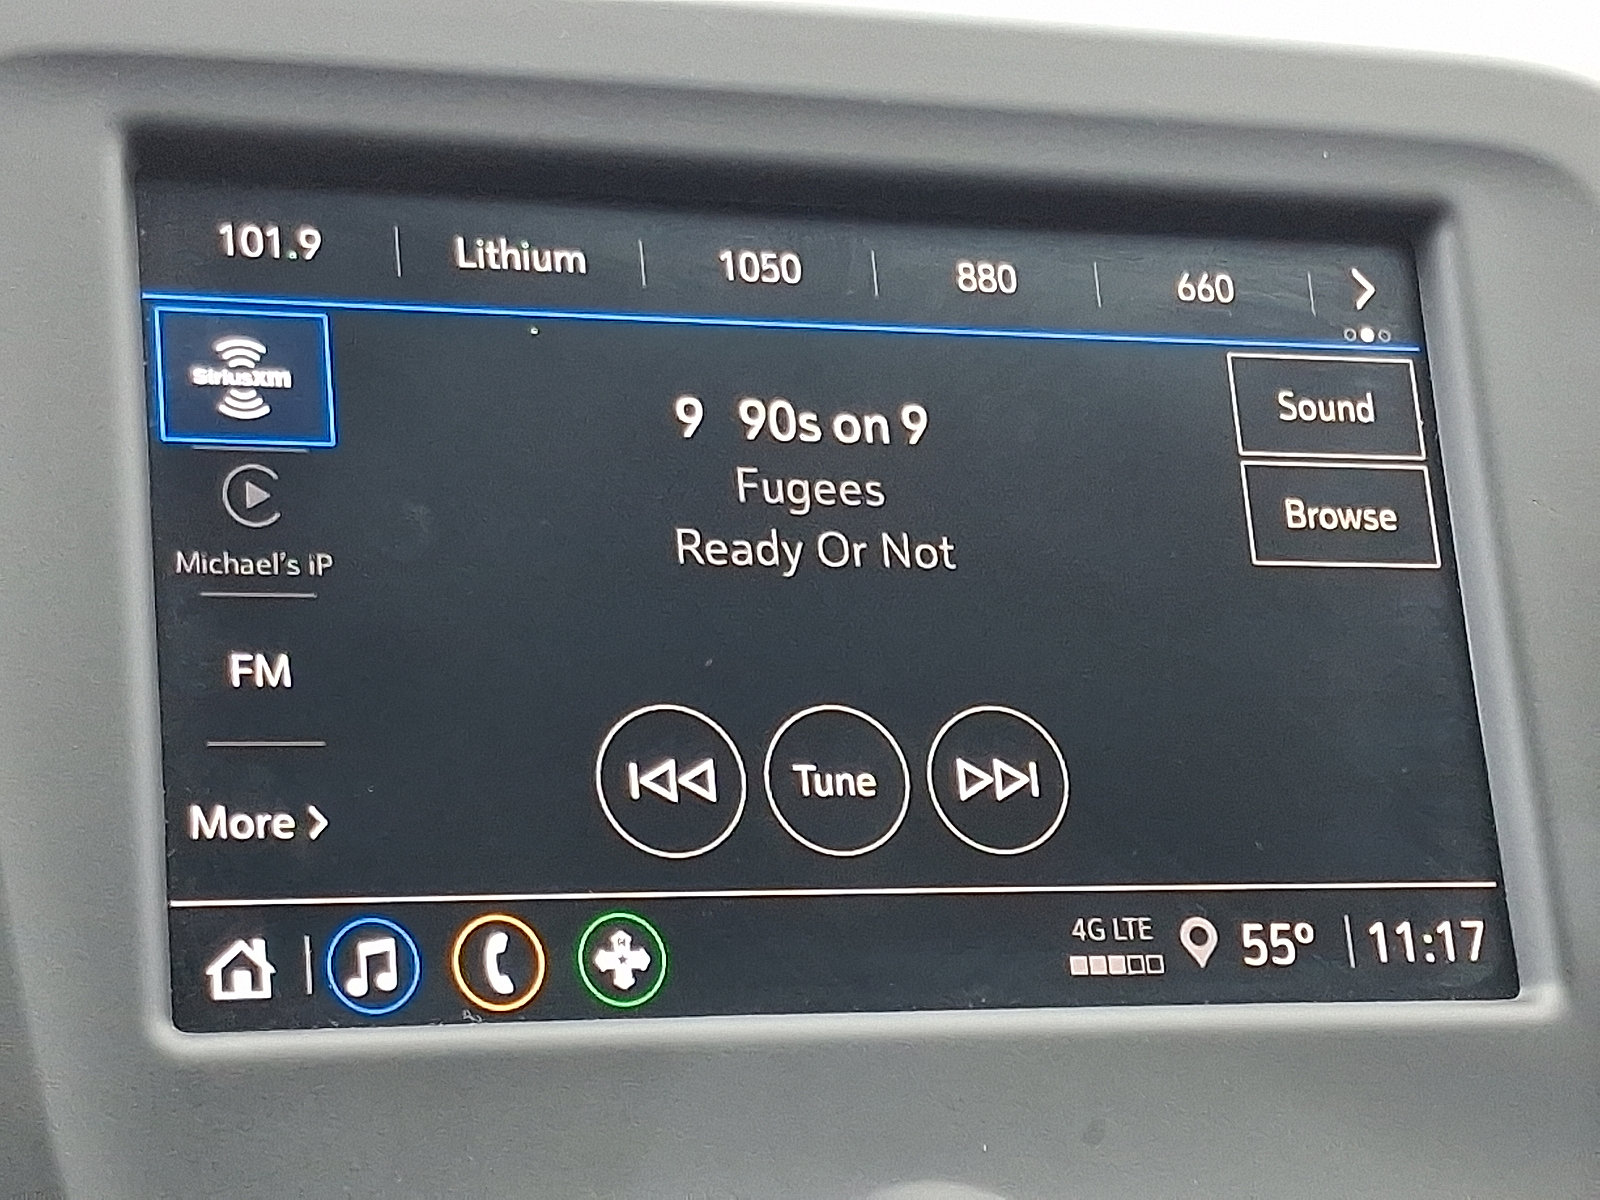 101.9 Lithium 1050 880 660
siriusxm
9 90s on 9
Fugees
Ready Or Not
Sound
Browse
Michael's iP
FM
More
Tune
4G LTE
55° 11:17